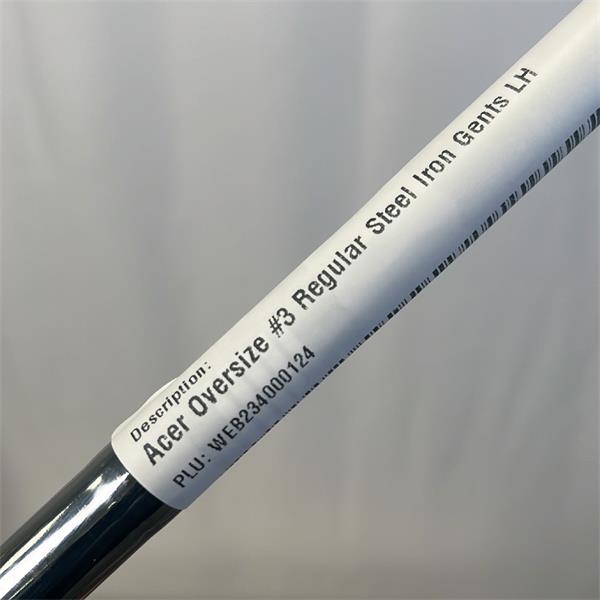 Description:
Acer Oversize #3 Regular Steel Iron Gents LH
PLU: WEB234000124